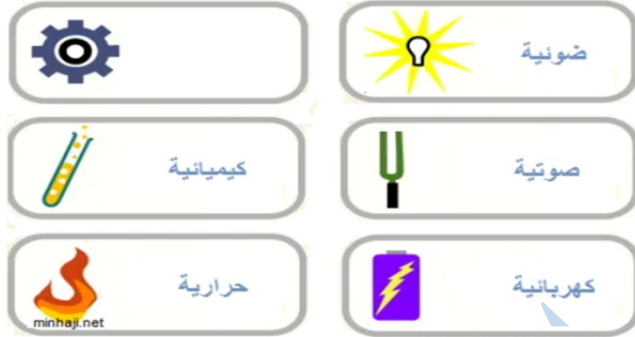 ضوئية
صوتية
كيميائية
كهربائية
حرارية
minhaji.net